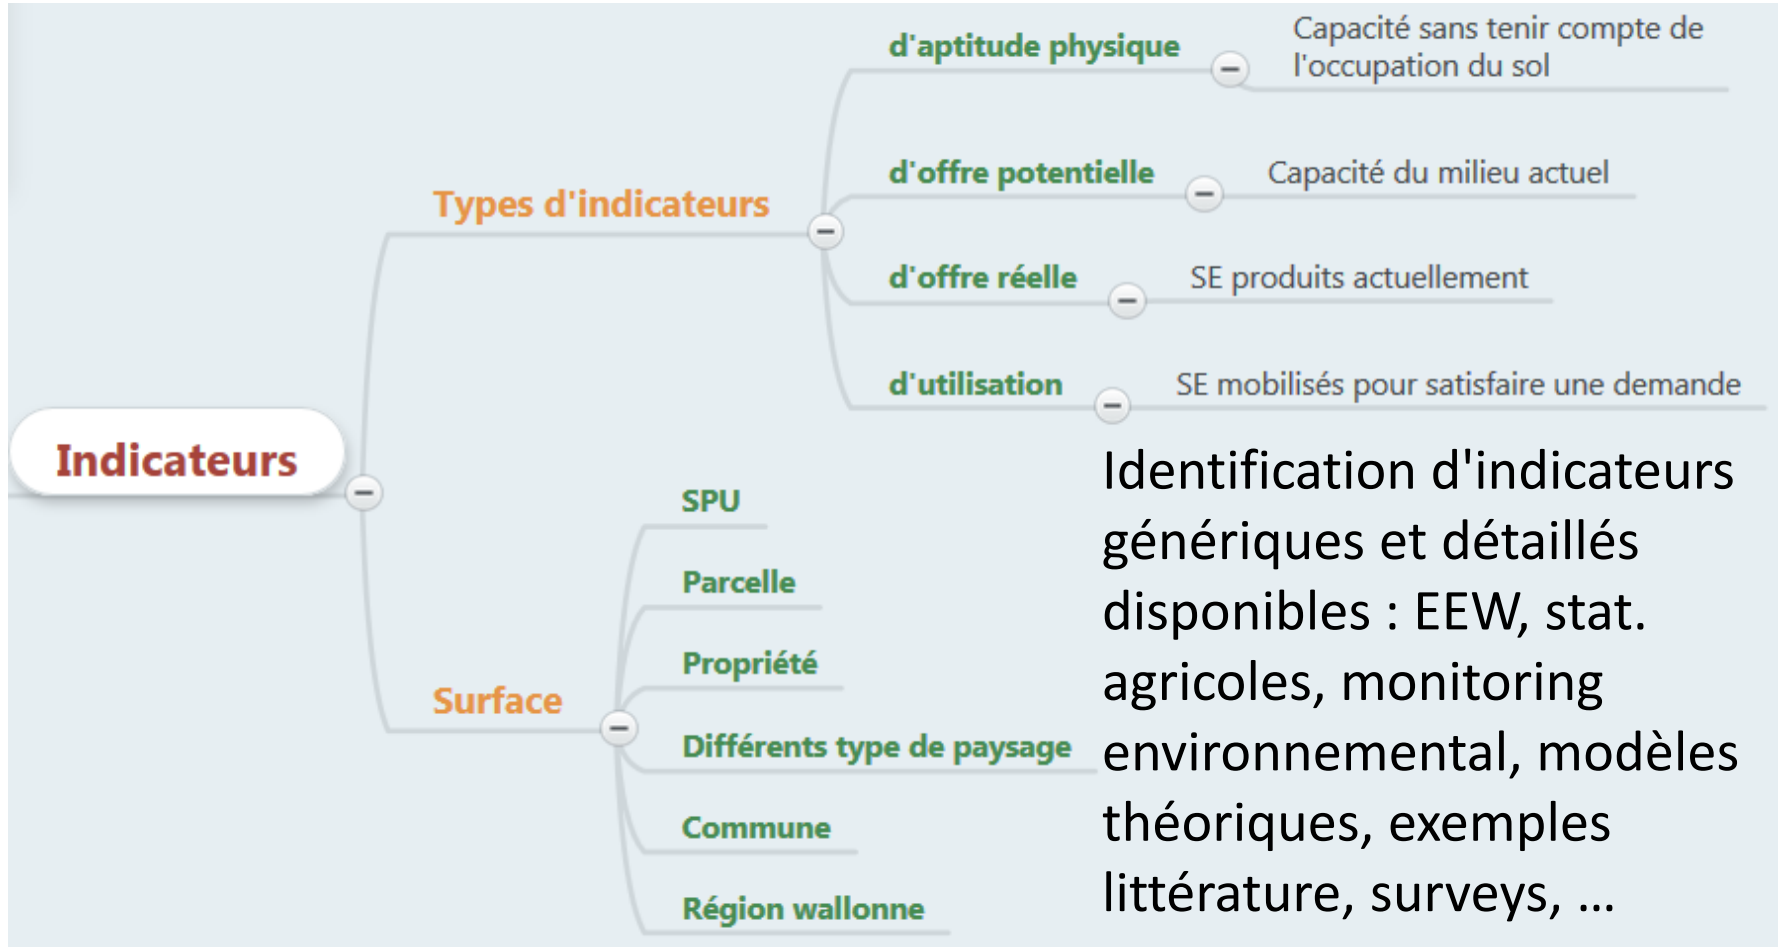 Indicateurs
Types d'indicateurs
d'aptitude physique
Capacité sans tenir compte de
l'occupation du sol
d'offre potentielle
Capacité du milieu actuel
d'offre réelle
SE produits actuellement
d'utilisation
SE mobilisés pour satisfaire une demande
Surface
SPU
Parcelle
Propriété
Différents type de paysage
Commune
Région wallonne
Identification d'indicateurs
génériques et détaillés
disponibles : EEW, stat.
agricoles, monitoring
environnemental, modèles
théoriques, exemples
littérature, surveys, ...